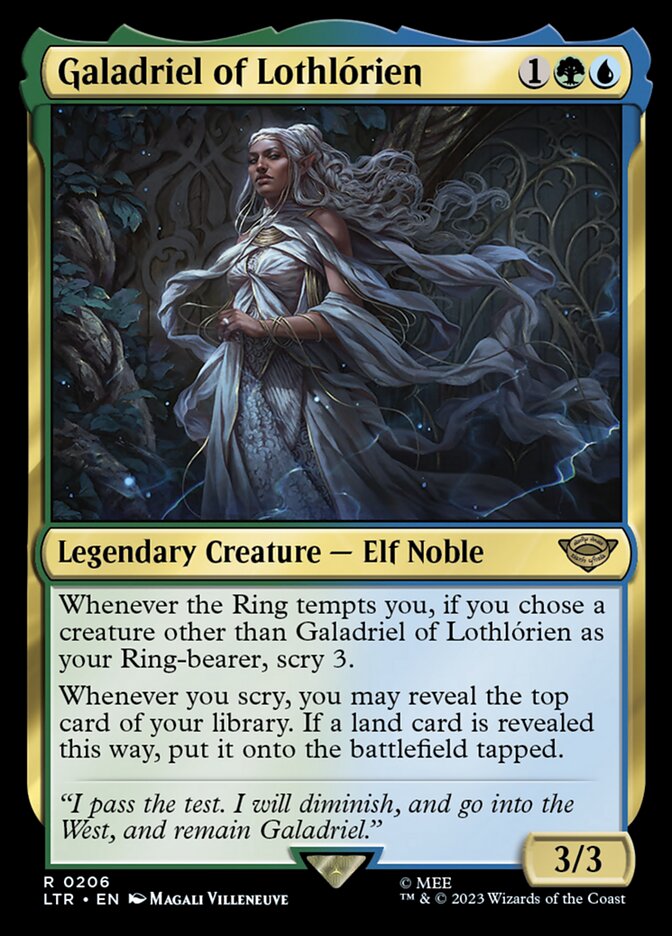 Galadriel of Lothlórien 1
Legendary Creature — Elf Noble
Whenever the Ring tempts you, if you chose a
creature other than Galadriel of Lothlórien as
your Ring-bearer, scry 3.
Whenever you scry, you may reveal the top
card of your library. If a land card is revealed
this way, put it onto the battlefield tapped.
“I pass the test. I will diminish, and go into the
West, and remain Galadriel.”
3/3
R 0206
LTR • EN Magali Villeneuve
© MEE
™ & © 2023 Wizards of the Coast